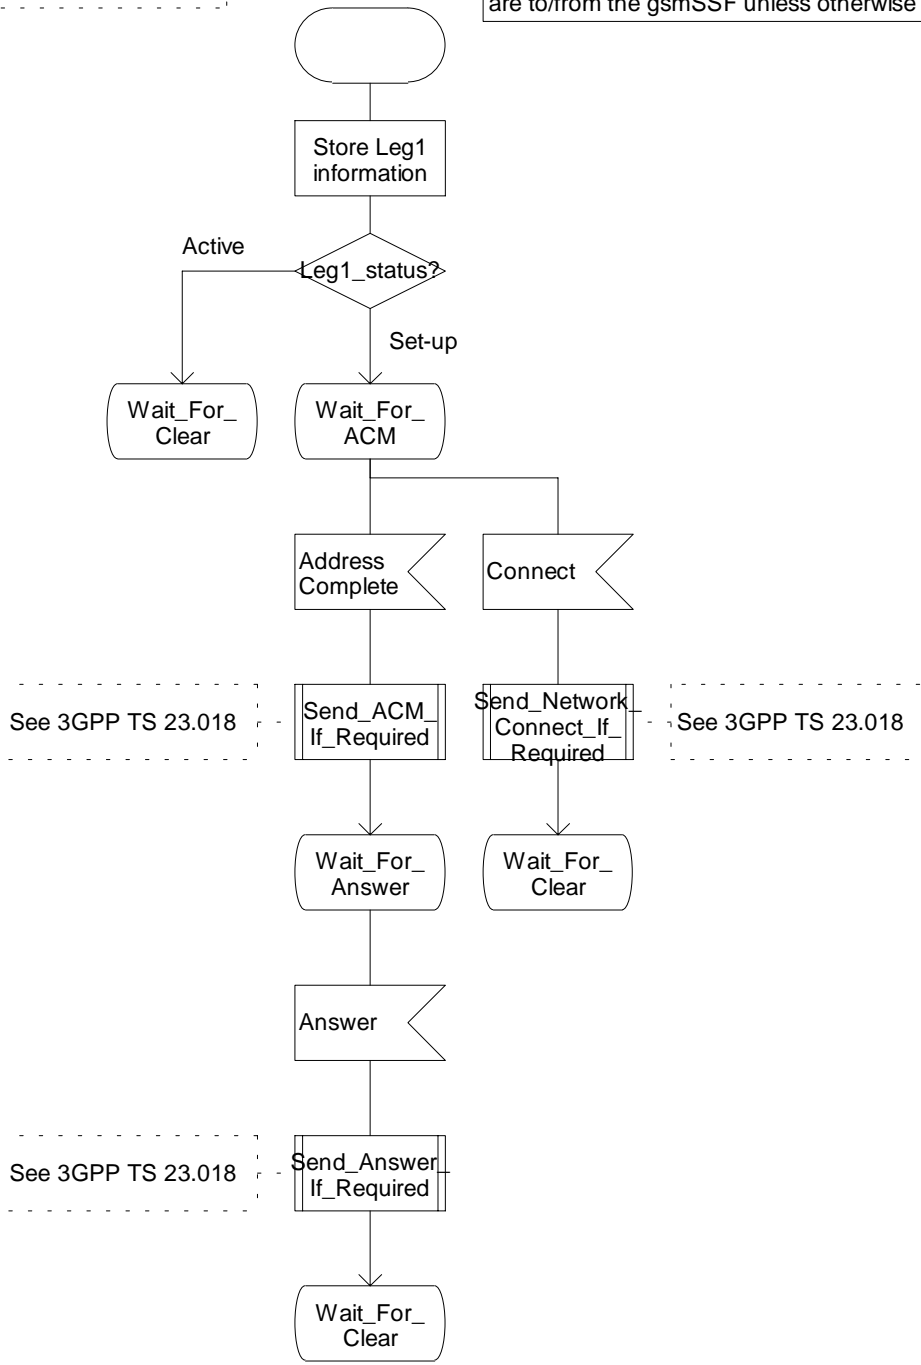 are to/from the gsmSSF unless otherwise
Store Leg1
information
Active
Leg1_status?
Set-up
Wait_For_
Clear
Wait_For_
ACM
Address
Complete
Connect
See 3GPP TS 23.018
Send_ACM_
If_Required
Send_Network_
Connect_If_
Required
See 3GPP TS 23.018
Wait_For_
Answer
Wait_For_
Clear
Answer
See 3GPP TS 23.018
Send_Answer_
If_Required
Wait_For_
Clear